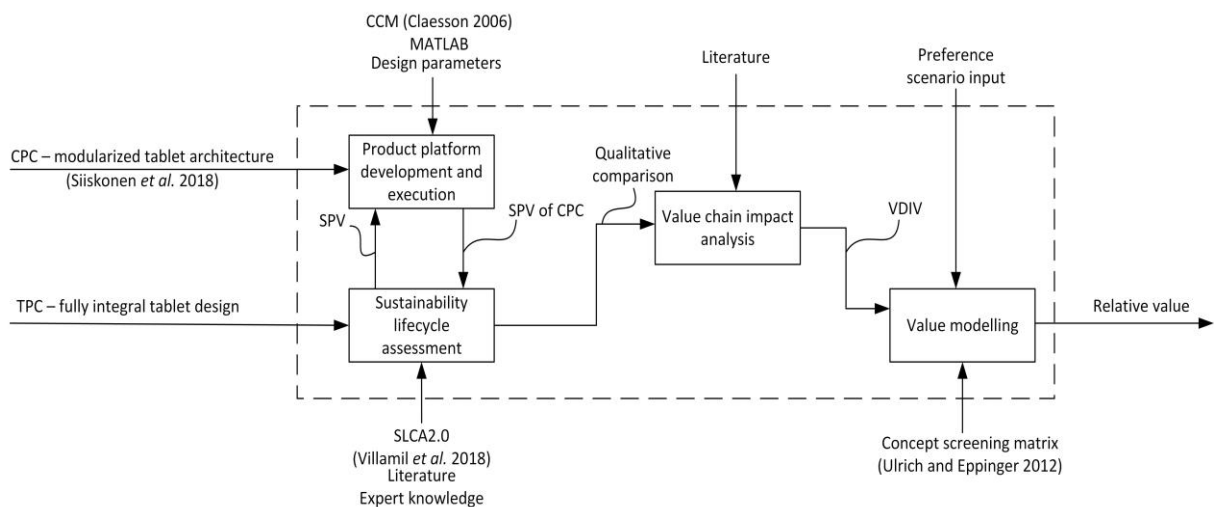 CCM (Claesson 2006)
MATLAB
Design parameters
Literature
Preference
scenario input
CPC – modularized tablet architecture
(Siiskonen et al. 2018)
Product platform
development and
execution
Qualitative
comparison
SPV
SPV of CPC
Value chain impact
analysis
VDIV
TPC – fully integral tablet design
Sustainability
lifecycle
assessment
Value modelling
Relative value
SLCA2.0
(Villamil et al. 2018)
Literature
Expert knowledge
Concept screening matrix
(Ulrich and Eppinger 2012)